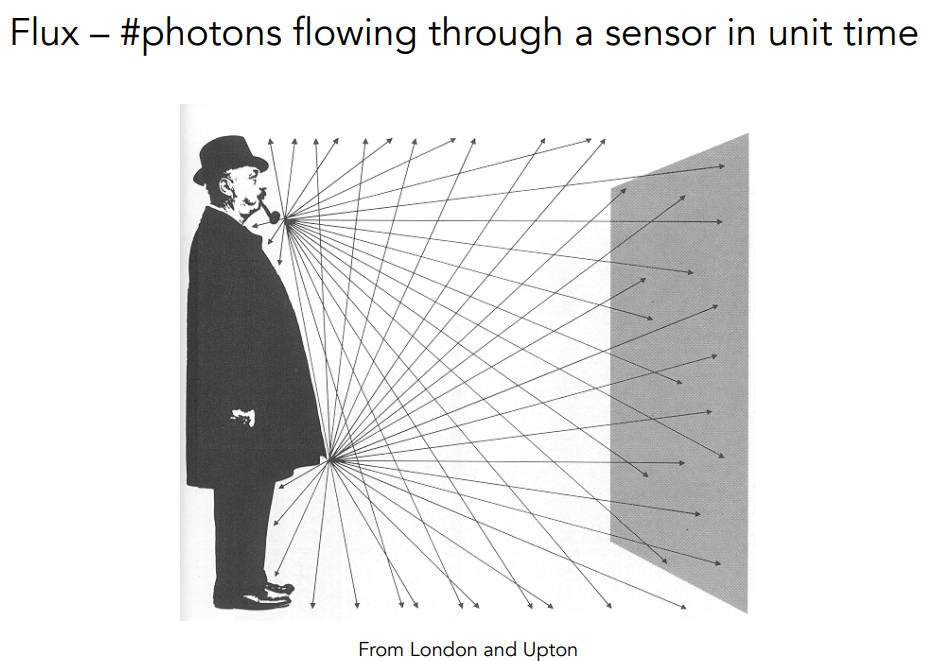 Flux – #photons flowing through a sensor in unit time
From London and Upton